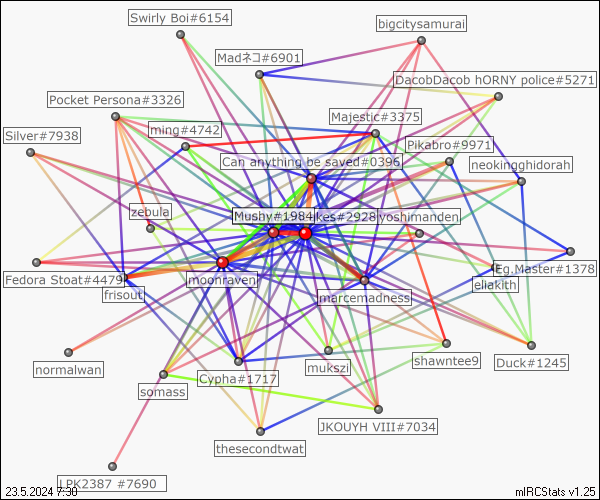 Swirly Boi#6154
bigcitysamurai
Madネコ#6901
DacobDacob hORNY police#5271
Pocket Persona#3326
Majestic#3375
ming#4742
Silver#7938
Pikabro#9971
Can anything be saved#0396
neokingghidorah
zebula
Mushy#1984
kes#2928
yoshimanden
Fedora Stoat#4479
moonraven
Eg.Master#1378
eliakith
frisout
marcemadness
normalwan
Cypha#1717
mukszi
shawntee9
Duck#1245
somass
JKOUYH VIII#7034
thesecondtwat
LPK2387 #7690
23.5.2024 7:30
mIRCStats v1.25